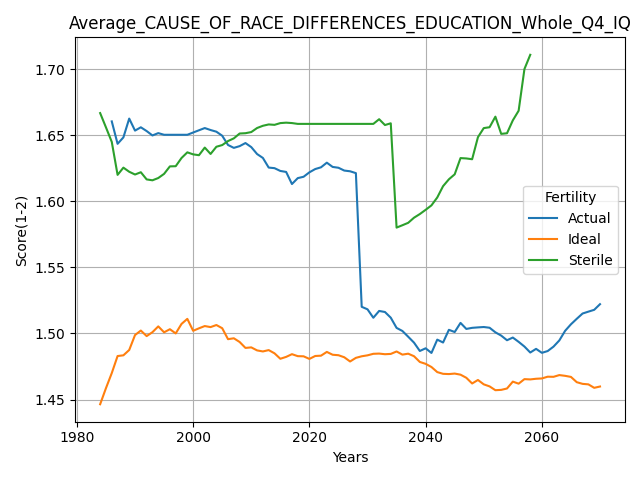 Average_CAUSE_OF_RACE_DIFFERENCES_EDUCATION_Whole_Q4_IQ
1.70
1.65
1.60
1.55
1.50
1.45
Score(1-2)
Fertility
Actual
Ideal
Sterile
1980
2000
2020
2040
2060
Years